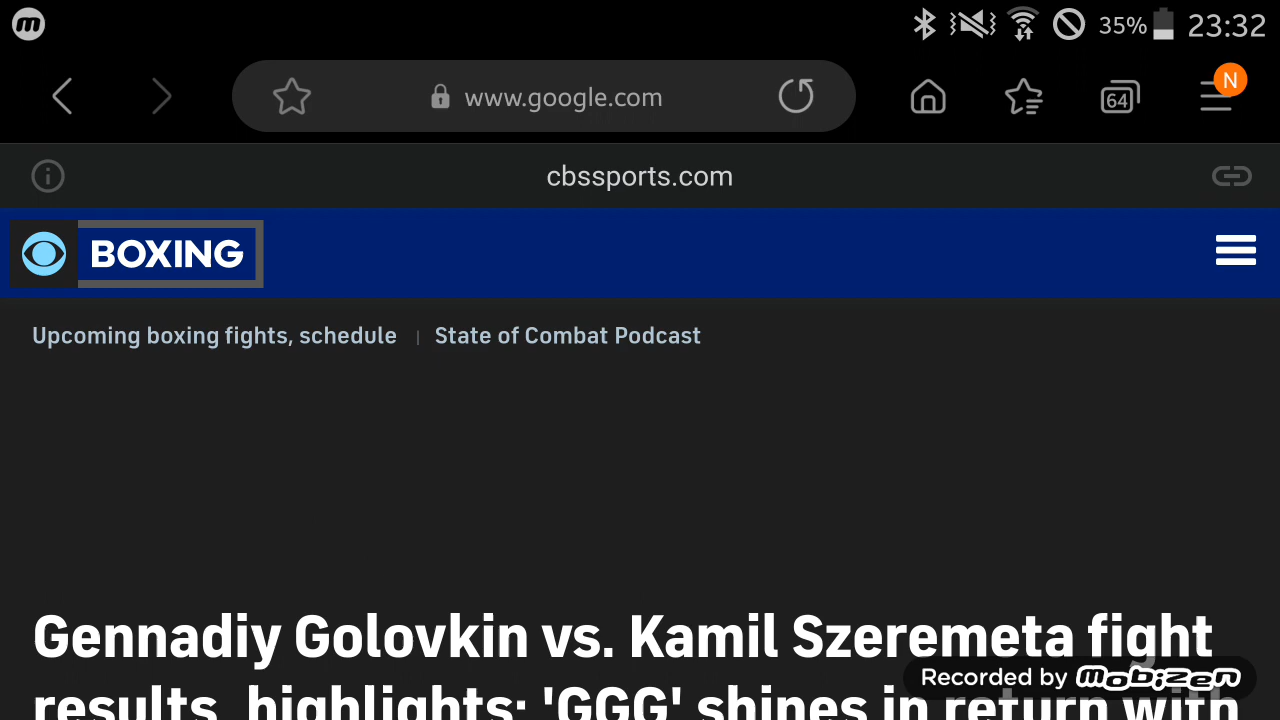 m
35% 23:32
www.google.com
64
N
cbssports.com
BOXING
Upcoming boxing fights, schedule | State of Combat Podcast
Gennadiy Golovkin vs. Kamil Szeremeta fight
results, highlights: 'GGG' shines in return with
Recorded by mobizen